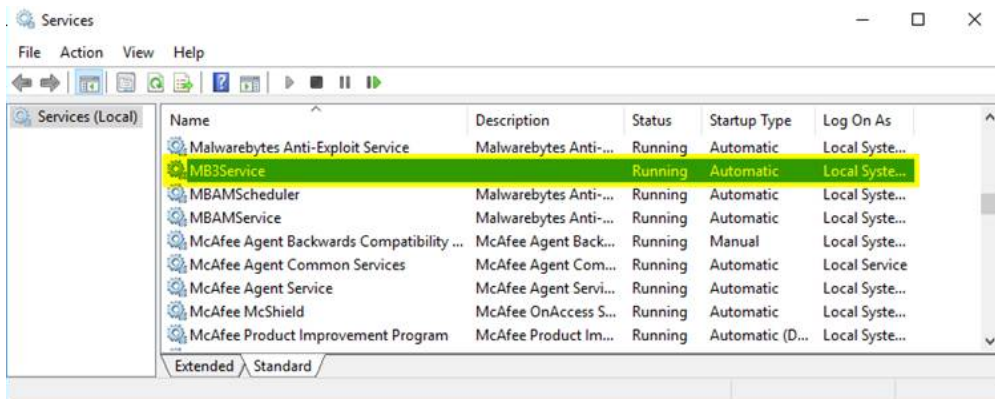 Services
File Action View Help
Services (Local)
Name Description Status Startup Type Log On As
Malwarebytes Anti-Exploit Service Malwarebytes Anti-... Running Automatic Local Syste...
MB3Service Running Automatic Local Syste...
MBAMScheduler Malwarebytes Anti-... Running Automatic Local Syste...
MBAMService Malwarebytes Anti-... Running Automatic Local Syste...
McAfee Agent Backwards Compatibility ... McAfee Agent Back... Running Manual Local Syste...
McAfee Agent Common Services McAfee Agent Com... Running Automatic Local Service
McAfee Agent Service McAfee Agent Servi... Running Automatic Local Syste...
McAfee McShield McAfee OnAccess S... Running Automatic Local Syste...
McAfee Product Improvement Program McAfee Product Im... Running Automatic (D... Local Syste...
Extended Standard